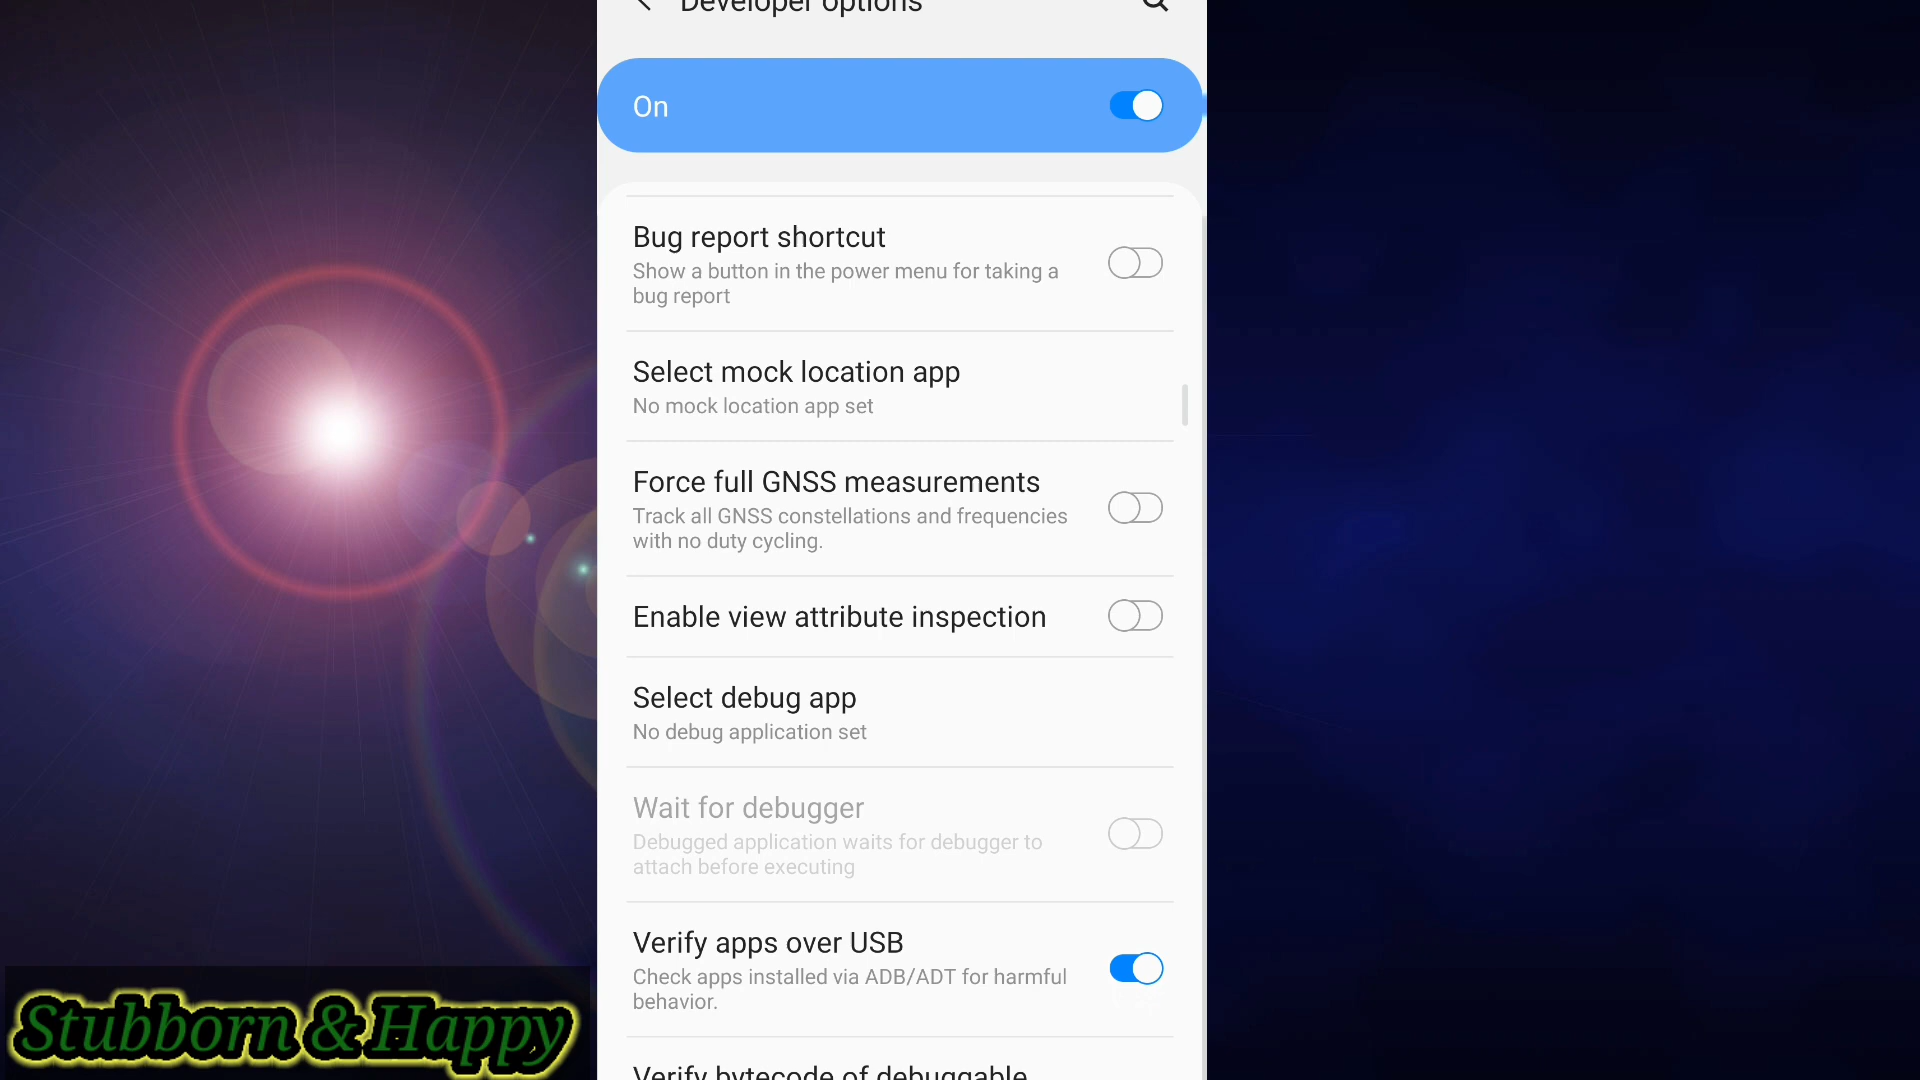 Developer options
On
Bug report shortcut
Show a button in the power menu for taking a
bug report
Select mock location app
No mock location app set
Force full GNSS measurements
Track all GNSS constellations and frequencies
with no duty cycling.
Enable view attribute inspection
Select debug app
No debug application set
Wait for debugger
Debugged application waits for debugger to
attach before executing
Verify apps over USB
Check apps installed via ADB/ADT for harmful
behavior.
Verify bytecode of debuggable
Stubborn & Happy